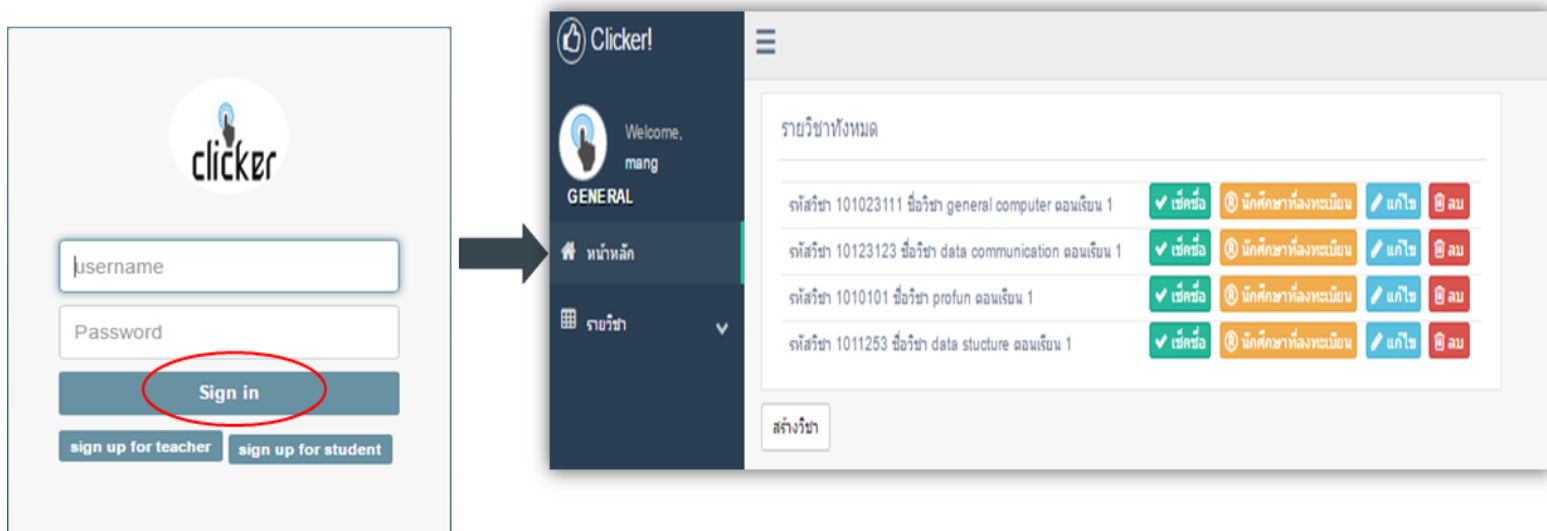 clicker
username
Password
Sign in
sign up for teacher
sign up for student
Clicker!
Welcome,
mang
GENERAL
หน้าหลัก
รายวิชา
รายวิชาทั้งหมด
รหัสวิชา 101023111 ชื่อวิชา general computer ตอนเรียน 1 เช็คชื่อ ® นักศึกษาที่ลงทะเบียน แก้ไข ลบ
รหัสวิชา 10123123 ชื่อวิชา data communication ตอนเรียน 1 เช็คชื่อ ® นักศึกษาที่ลงทะเบียน แก้ไข ลบ
รหัสวิชา 1010101 ชื่อวิชา profun ตอนเรียน 1 เช็คชื่อ ® นักศึกษาที่ลงทะเบียน แก้ไข ลบ
รหัสวิชา 1011253 ชื่อวิชา data stucture ตอนเรียน 1 เช็คชื่อ ® นักศึกษาที่ลงทะเบียน แก้ไข ลบ
สร้างวิชา